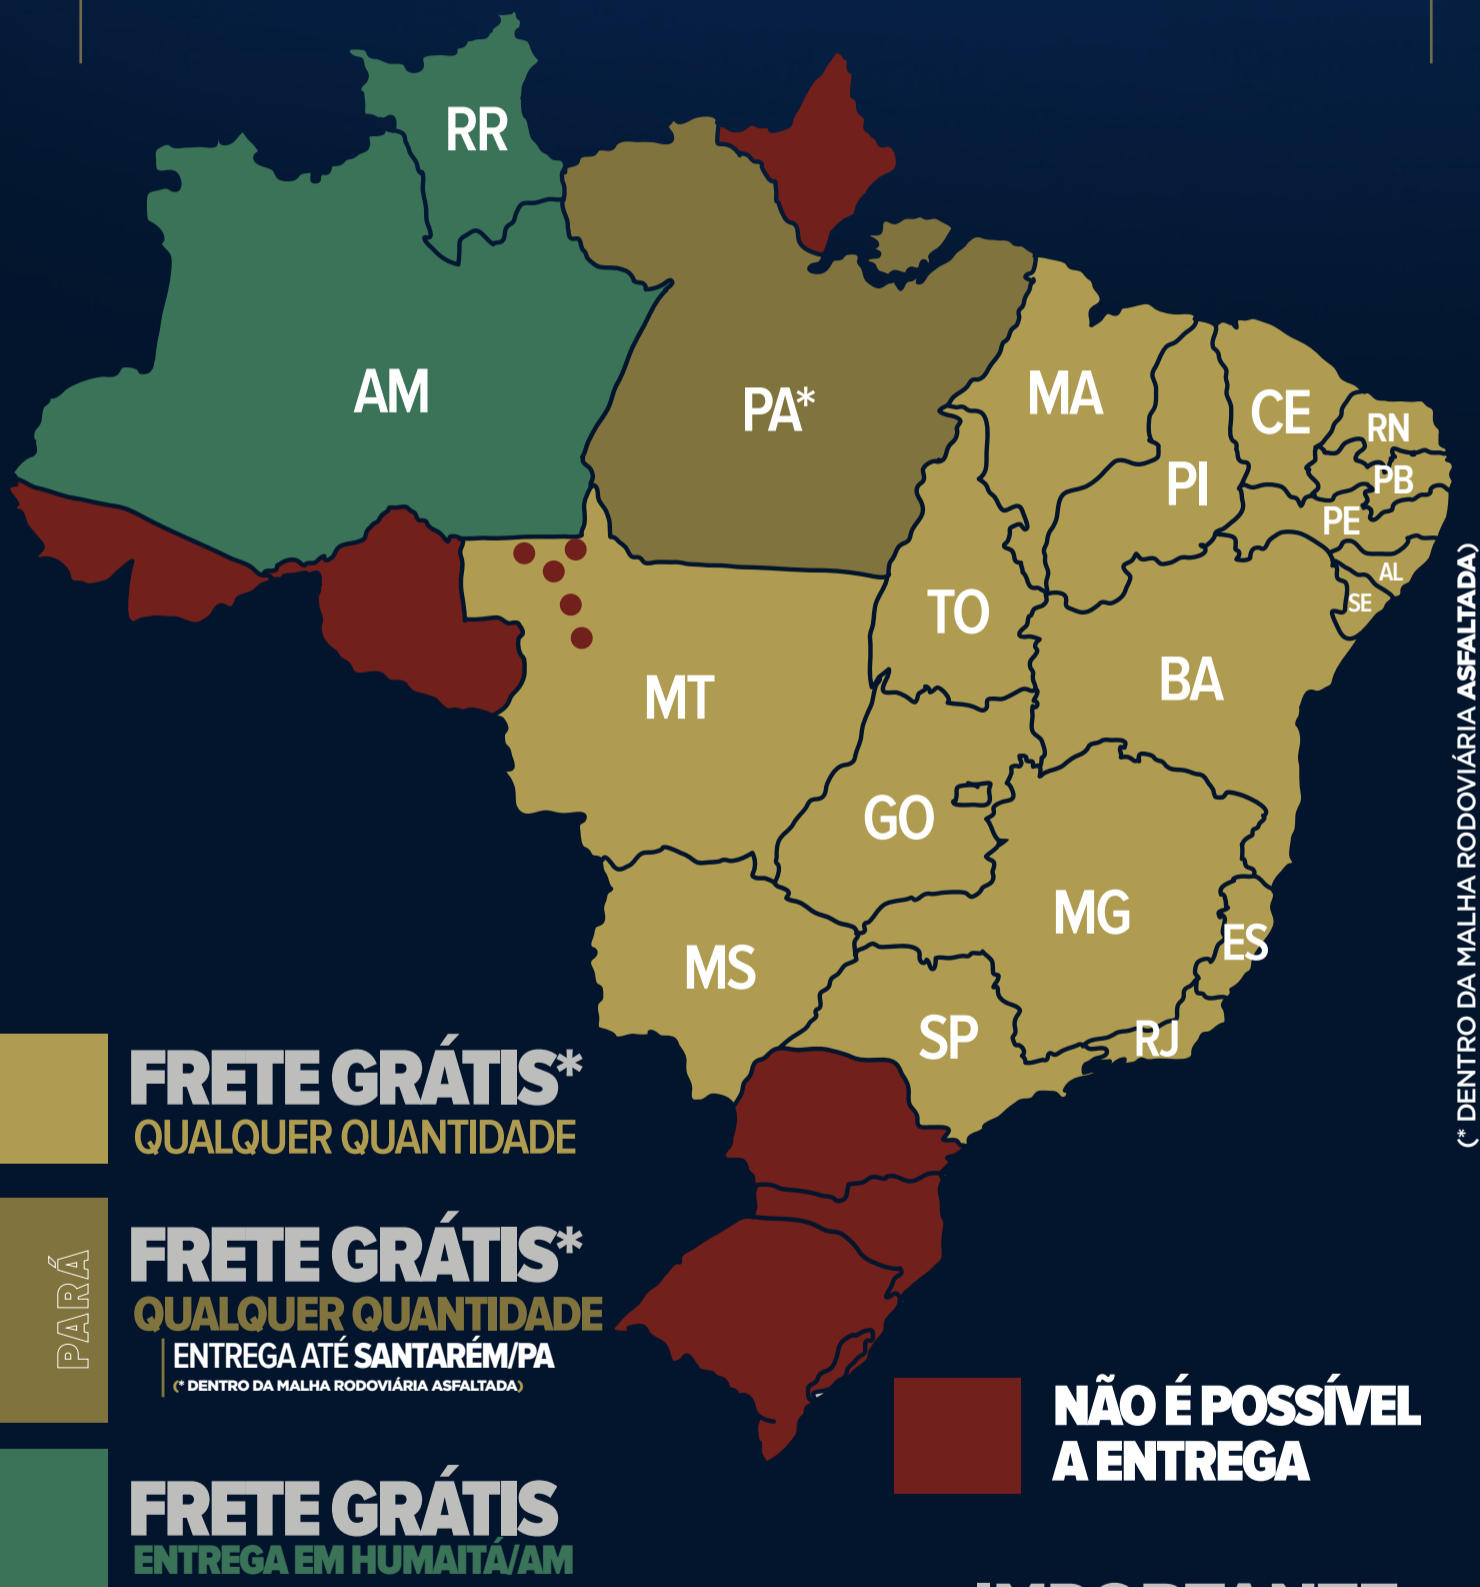 RR
AM
PA*
MA
CE
RN
PI
PB
PE
AL
SE
TO
BA
MT
GO
MG
ES
MS
SP
RJ
(* DENTRO DA MALHA RODOVIÁRIA ASFALTADA)
FRETE GRÁTIS*
QUALQUER QUANTIDADE
PARÁ
FRETE GRÁTIS*
QUALQUER QUANTIDADE
ENTREGA ATÉ SANTARÉM/PA
(* DENTRO DA MALHA RODOVIÁRIA ASFALTADA)
FRETE GRÁTIS
ENTREGA EM HUMAITÁ/AM
NÃO É POSSÍVEL
A ENTREGA